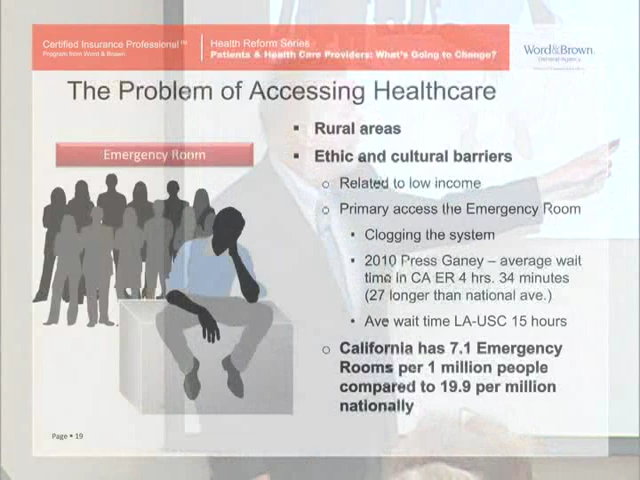 Certified Insurance Professional™
Program from Word & Brown
Health Reform Series
Patients & Health Care Providers: What's Going to Change?
Word&Brown
General Agency
The Problem of Accessing Healthcare
Emergency Room
▪ Rural areas
▪ Ethic and cultural barriers
o Related to low income
o Primary access the Emergency Room
• Clogging the system
• 2010 Press Ganey – average wait
time in CA ER 4 hrs. 34 minutes
(27 longer than national ave.)
• Ave wait time LA-USC 15 hours
o California has 7.1 Emergency
Rooms per 1 million people
compared to 19.9 per million
nationally
Page ▪ 19